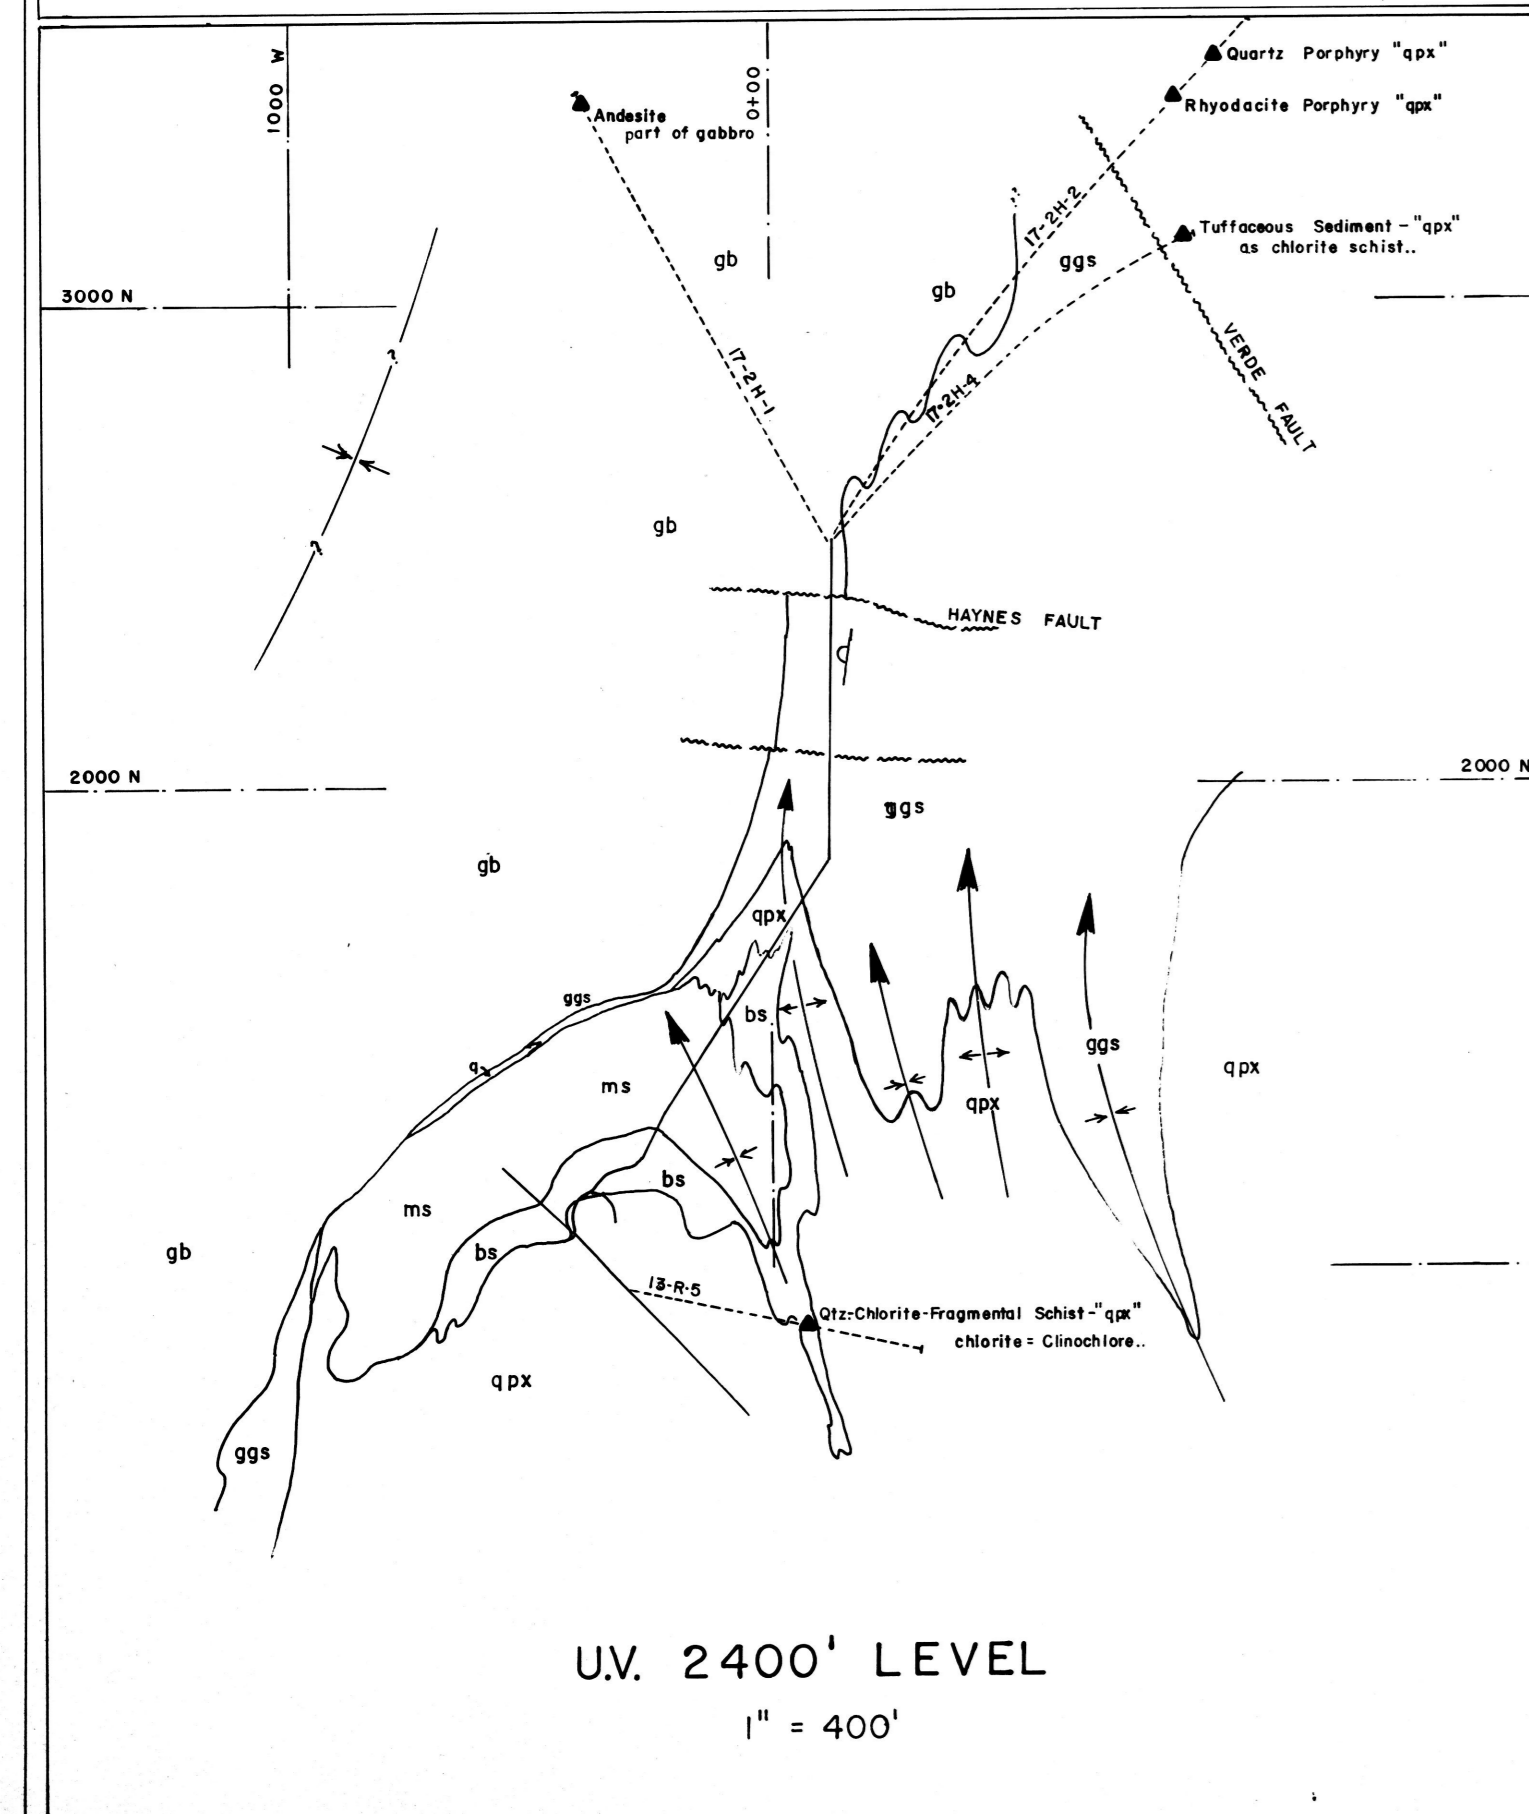 1000 W
0+00
Quartz Porphyry "qpx"
Rhyodacite Porphyry "qpx"
Andesite
part of gabbro
17-2H-2
Tuffaceous Sediment - "qpx"
as chlorite schist..
gb
ggs
gb
3000 N
VERDE FAULT
?
17-2H-1
17-2H-4
gb
?
HAYNES FAULT
2000 N
2000 N
ggs
gb
qpx
ggs
bs
ggs
q
ms
qpx
qpx
bs
ms
gb
bs
13-R-5
Qtz-Chlorite-Fragmental Schist-"qpx"
chlorite = Clinochlore..
qpx
ggs
U.V. 2400' LEVEL
1" = 400'